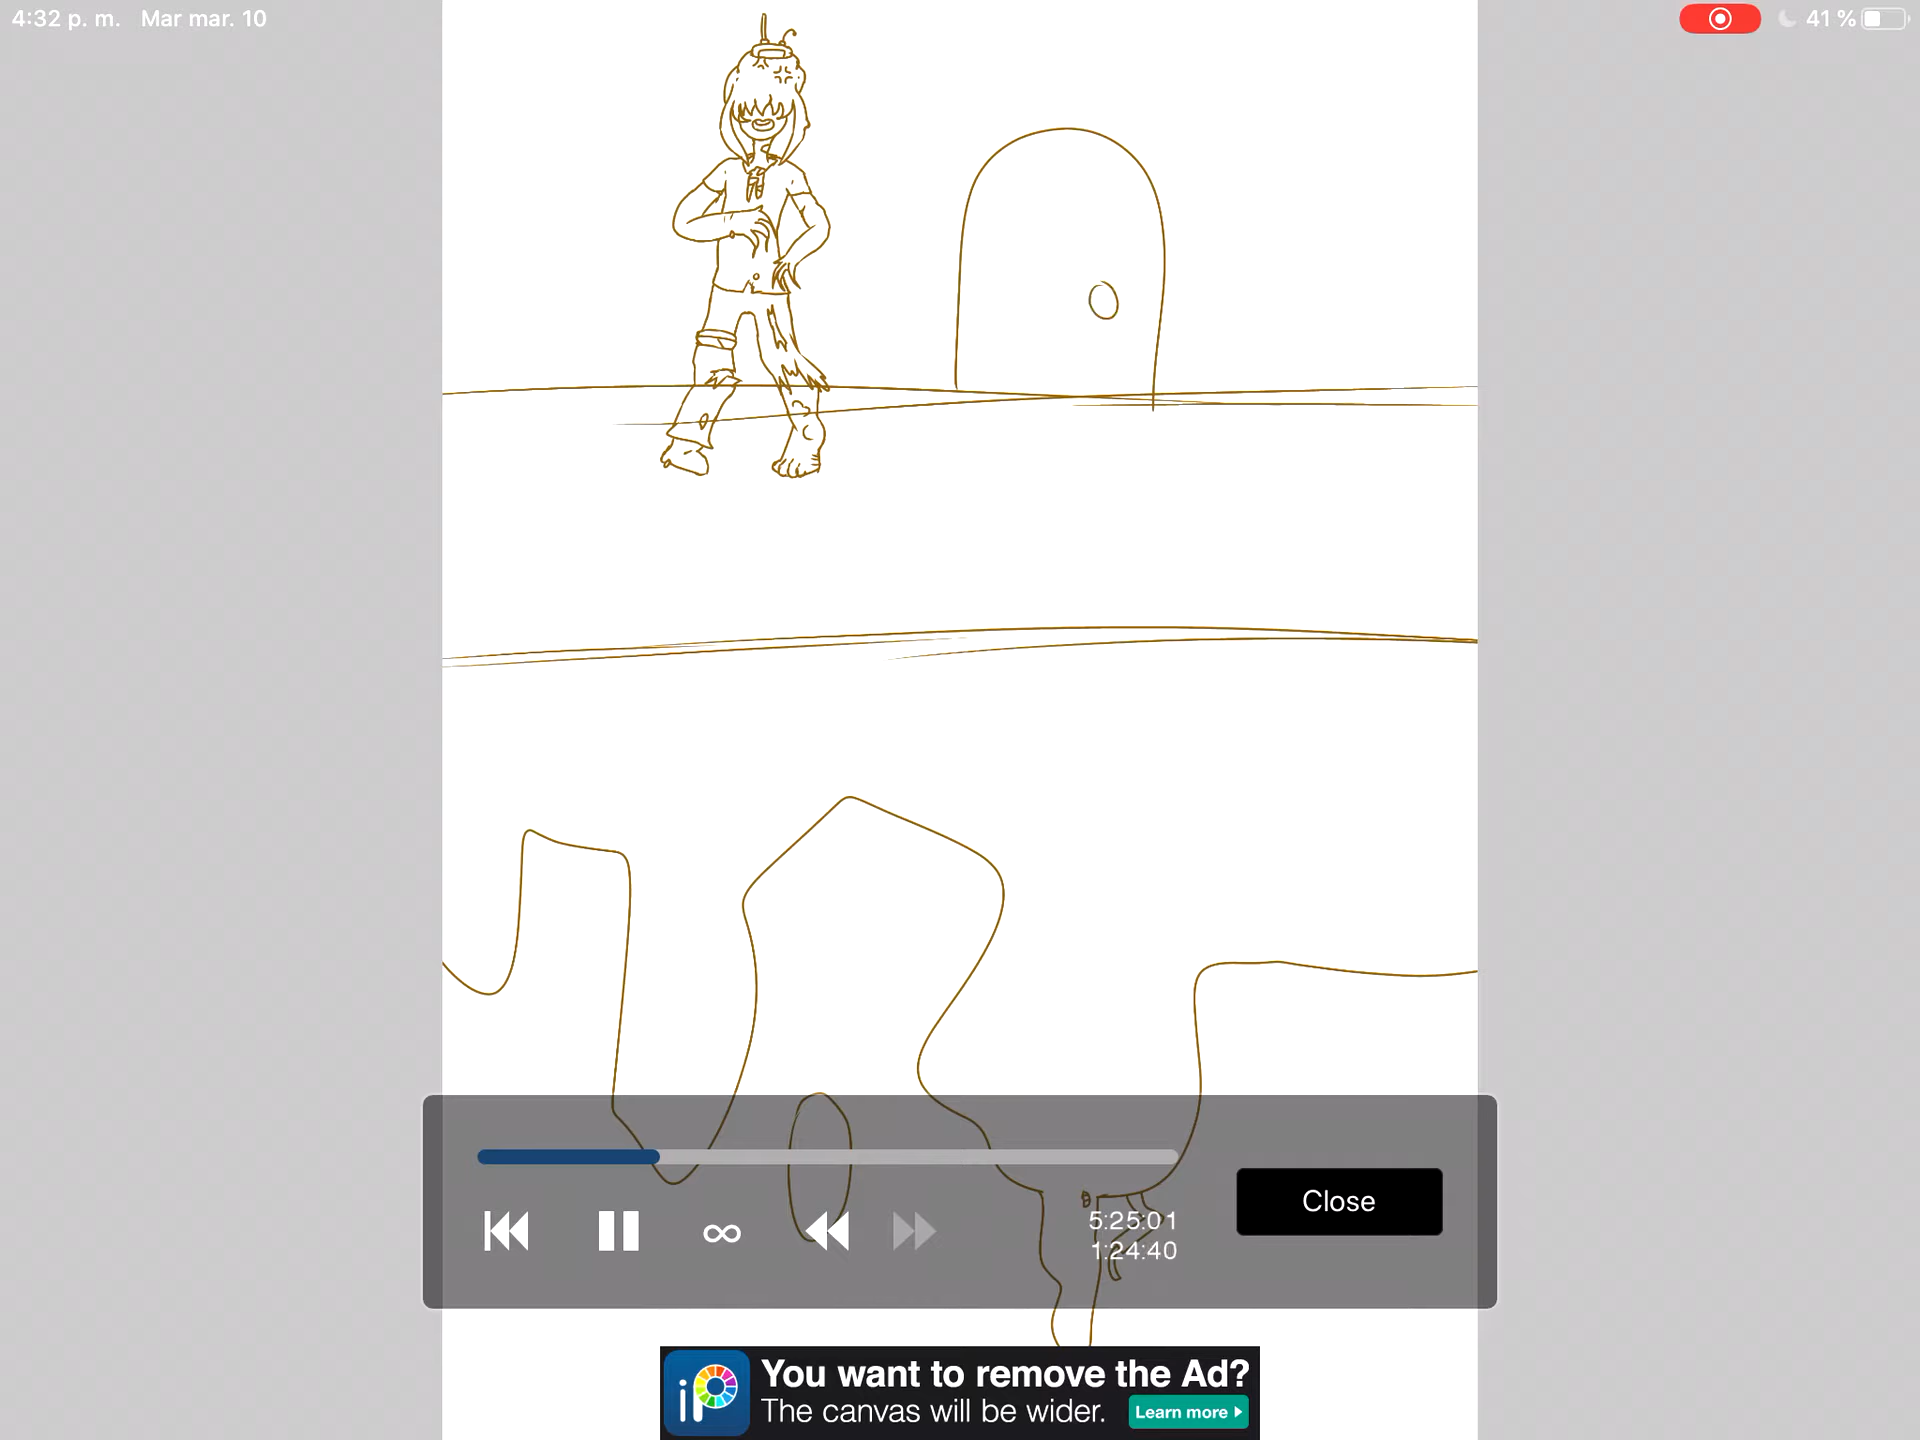 4:32 p. m. Mar mar. 10
41 %
5:25:01
1:24:40
Close
iP
You want to remove the Ad?
The canvas will be wider.
Learn more